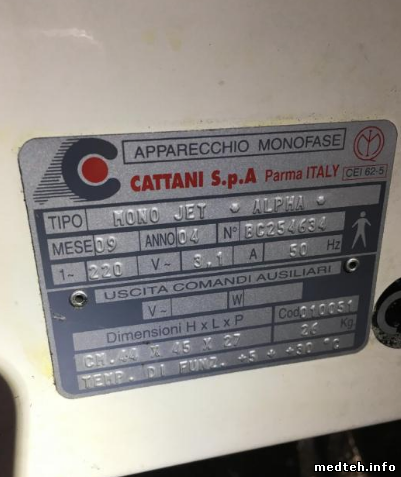 APPARECCHIO MONOFASE
CATTANI S.p.A Parma ITALY CEI 62-5
TIPO MONO JET * ALPHA *
MESE 09 ANNO 04 N° BC254634
1~ 220 V~ 3.1 A 50 Hz
USCITA COMANDI AUSILIARI
V~ W
Dimensioni H x L x P Cod. 010051
CM.44 X 45 X 27 26 Kg
TEMP. DI FUNZ. +5 + +30 °C
medteh.info